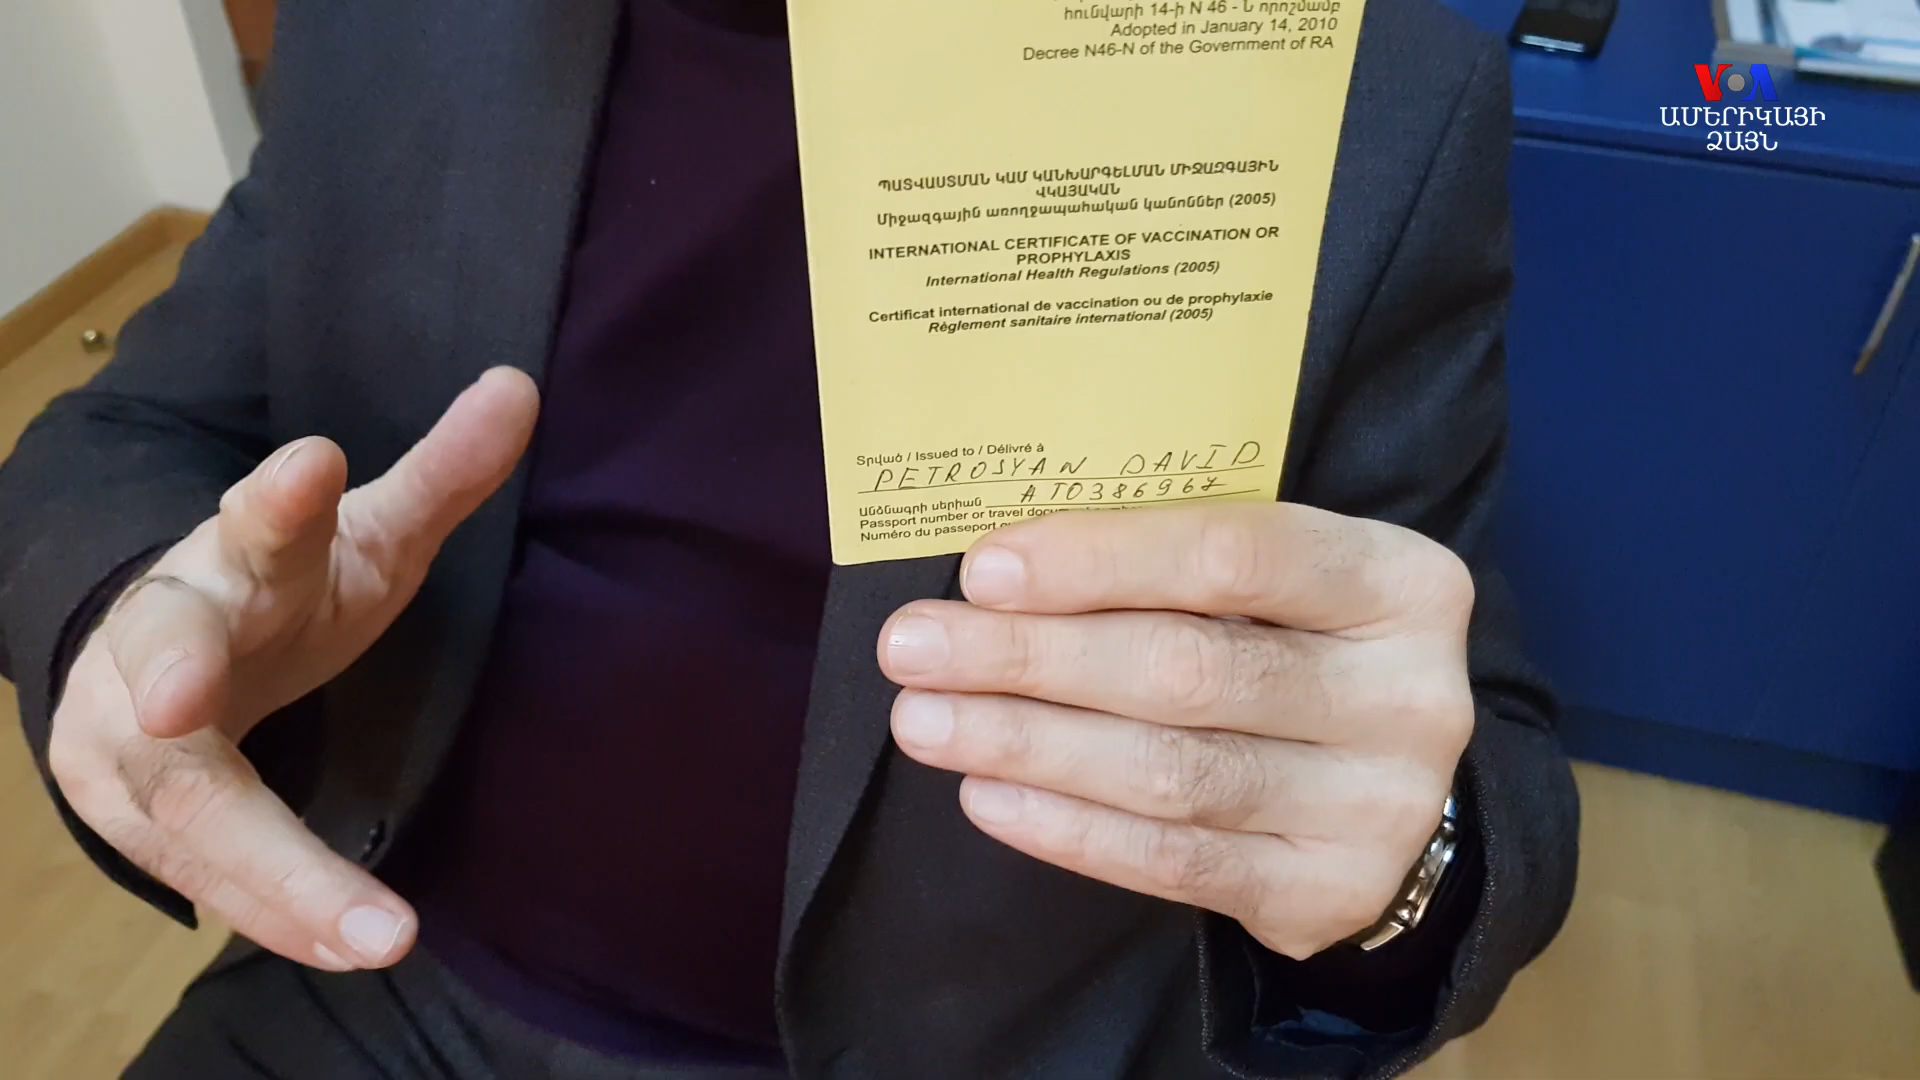 հունվարի 14-ի N 46 - Ն որոշմամբ
Adopted in January 14, 2010
Decree N46-N of the Government of RA
VOA
ԱՄԵՐԻԿԱՅԻ
ՁԱՅՆ
ՊԱՏՎԱՍՏՄԱՆ ԿԱՄ ԿԱՆԽԱՐԳԵԼՄԱՆ ՄԻՋԱԶԳԱՅԻՆ
ՎԿԱՅԱԿԱՆ
Միջազգային առողջապահական կանոններ (2005)
INTERNATIONAL CERTIFICATE OF VACCINATION OR
PROPHYLAXIS
International Health Regulations (2005)
Certificat international de vaccination ou de prophylaxie
Règlement sanitaire international (2005)
Տրված / Issued to / Délivré à
PETROSYAN DAVID
Անձնագրի սերիան AT0386967
Passport number or travel
Numéro du passeport